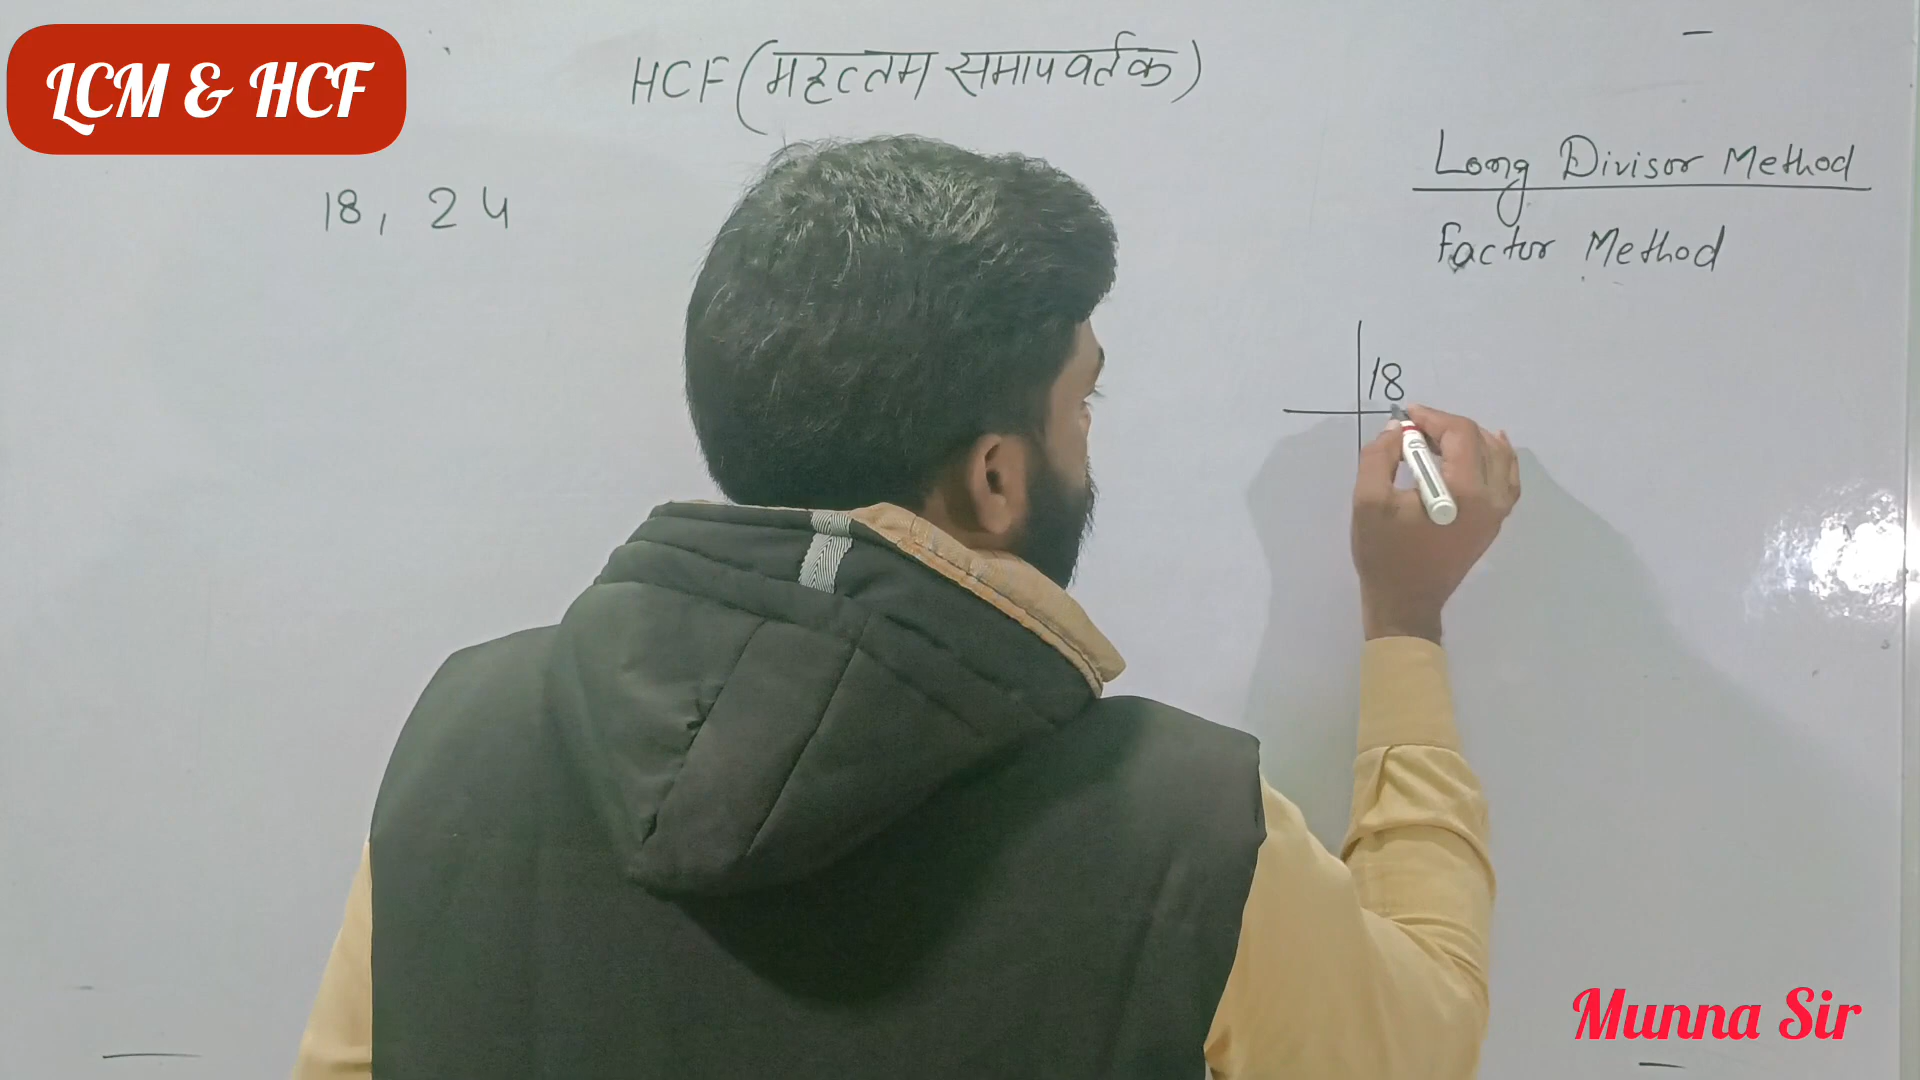 LCM & HCF
HCF (महत्तम समापवर्तक)
18, 24
Long Divisor Method
Factor Method
18
Munna Sir